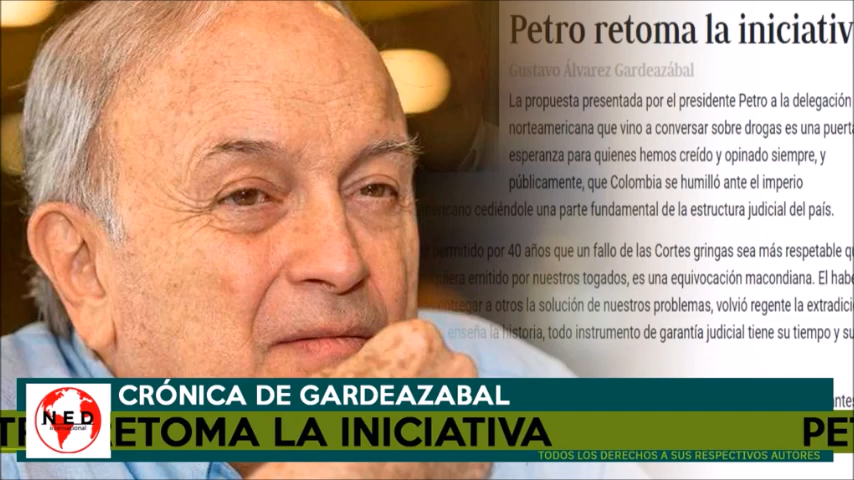 Petro retoma la iniciativ
Gustavo Álvarez Gardeazábal
La propuesta presentada por el presidente Petro a la delegación
norteamericana que vino a conversar sobre drogas es una puerta
esperanza para quienes hemos creído y opinado siempre, y
públicamente, que Colombia se humilló ante el imperio
cediéndole una parte fundamental de la estructura judicial del país.
permitido por 40 años que un fallo de las Cortes gringas sea más respetable qu
emitido por nuestros togados, es una equivocación macondiana. El habe
entregar a otros la solución de nuestros problemas, volvió regente la extradició
enseña la historia, todo instrumento de garantía judicial tiene su tiempo y su
antes
CRÓNICA DE GARDEAZABAL
NED
international
RETOMA LA INICIATIVA PE
TODOS LOS DERECHOS A SUS RESPECTIVOS AUTORES